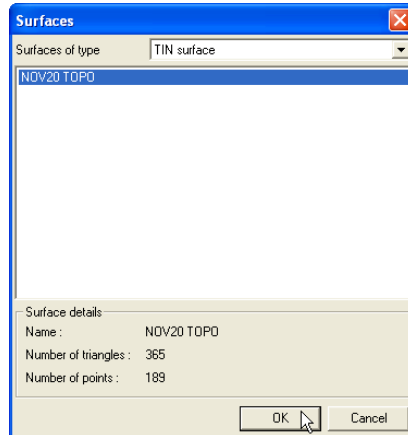 Surfaces
Surfaces of type TIN surface
NOV20 TOPO
Surface details
Name : NOV20 TOPO
Number of triangles : 365
Number of points : 189
OK Cancel